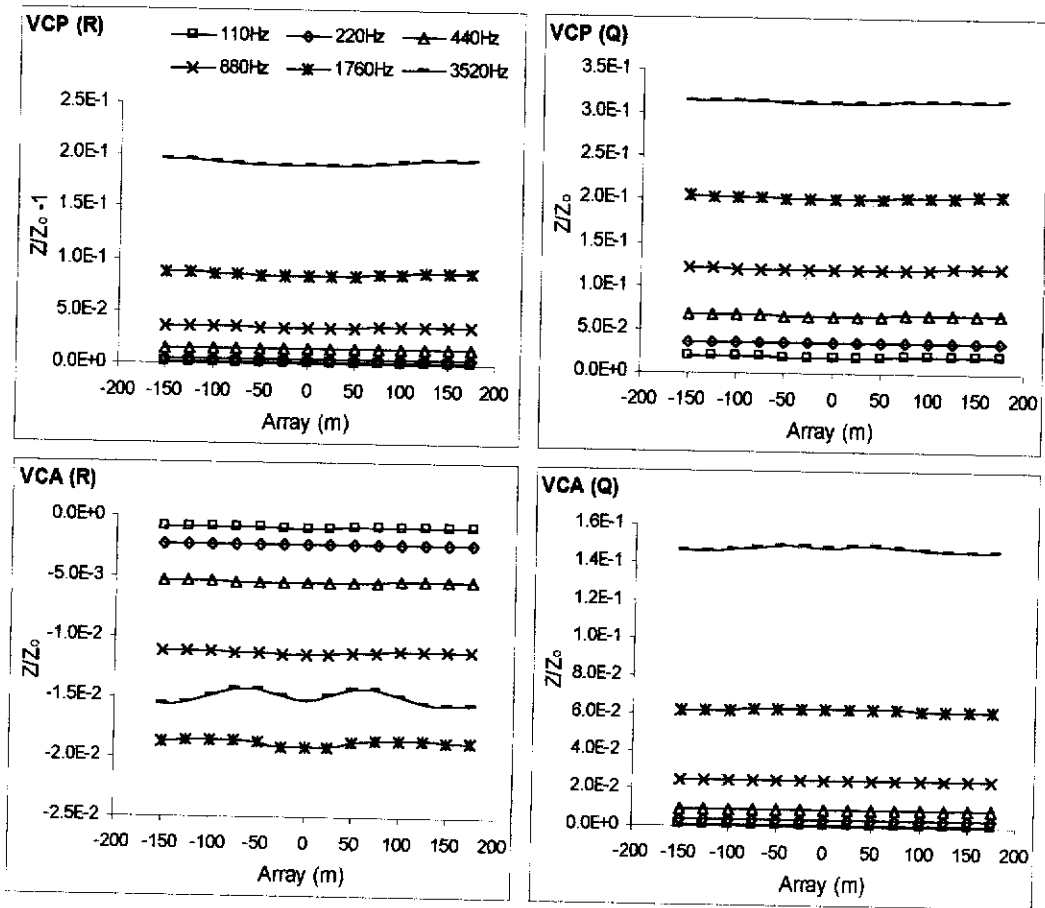 VCP (R)
110Hz 220Hz 440Hz
880Hz 1760Hz 3520Hz
2.5E-1
2.0E-1
1.5E-1
1.0E-1
5.0E-2
0.0E+0
Z/Zo -1
-200 -150 -100 -50 0 50 100 150 200
Array (m)
VCP (Q)
3.5E-1
3.0E-1
2.5E-1
2.0E-1
1.5E-1
1.0E-1
5.0E-2
0.0E+0
Z/Zo
-200 -150 -100 -50 0 50 100 150 200
Array (m)
VCA (R)
0.0E+0
-5.0E-3
-1.0E-2
-1.5E-2
-2.0E-2
-2.5E-2
Z/Zo
-200 -150 -100 -50 0 50 100 150 200
Array (m)
VCA (Q)
1.6E-1
1.4E-1
1.2E-1
1.0E-1
8.0E-2
6.0E-2
4.0E-2
2.0E-2
0.0E+0
Z/Zo
-200 -150 -100 -50 0 50 100 150 200
Array (m)